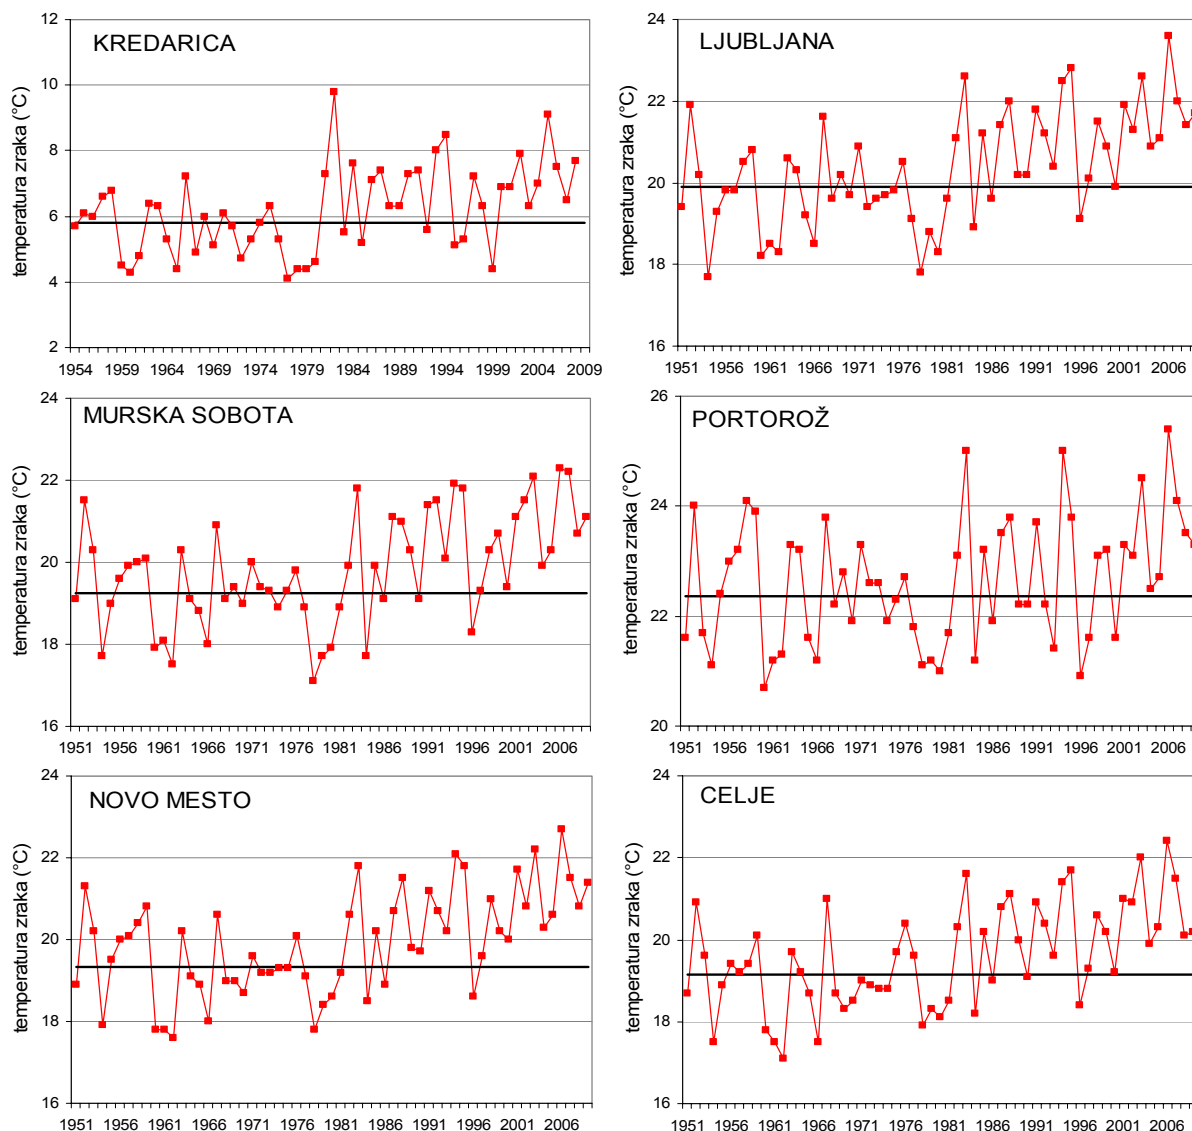 KREDARICA
temperatura zraka (°C)
12
10
8
6
4
2
1954 1959 1964 1969 1974 1979 1984 1989 1994 1999 2004 2009
LJUBLJANA
temperatura zraka (°C)
24
22
20
18
16
1951 1956 1961 1966 1971 1976 1981 1986 1991 1996 2001 2006
MURSKA SOBOTA
temperatura zraka (°C)
24
22
20
18
16
1951 1956 1961 1966 1971 1976 1981 1986 1991 1996 2001 2006
PORTOROŽ
temperatura zraka (°C)
26
24
22
20
1951 1956 1961 1966 1971 1976 1981 1986 1991 1996 2001 2006
NOVO MESTO
temperatura zraka (°C)
24
22
20
18
16
1951 1956 1961 1966 1971 1976 1981 1986 1991 1996 2001 2006
CELJE
temperatura zraka (°C)
24
22
20
18
16
1951 1956 1961 1966 1971 1976 1981 1986 1991 1996 2001 2006